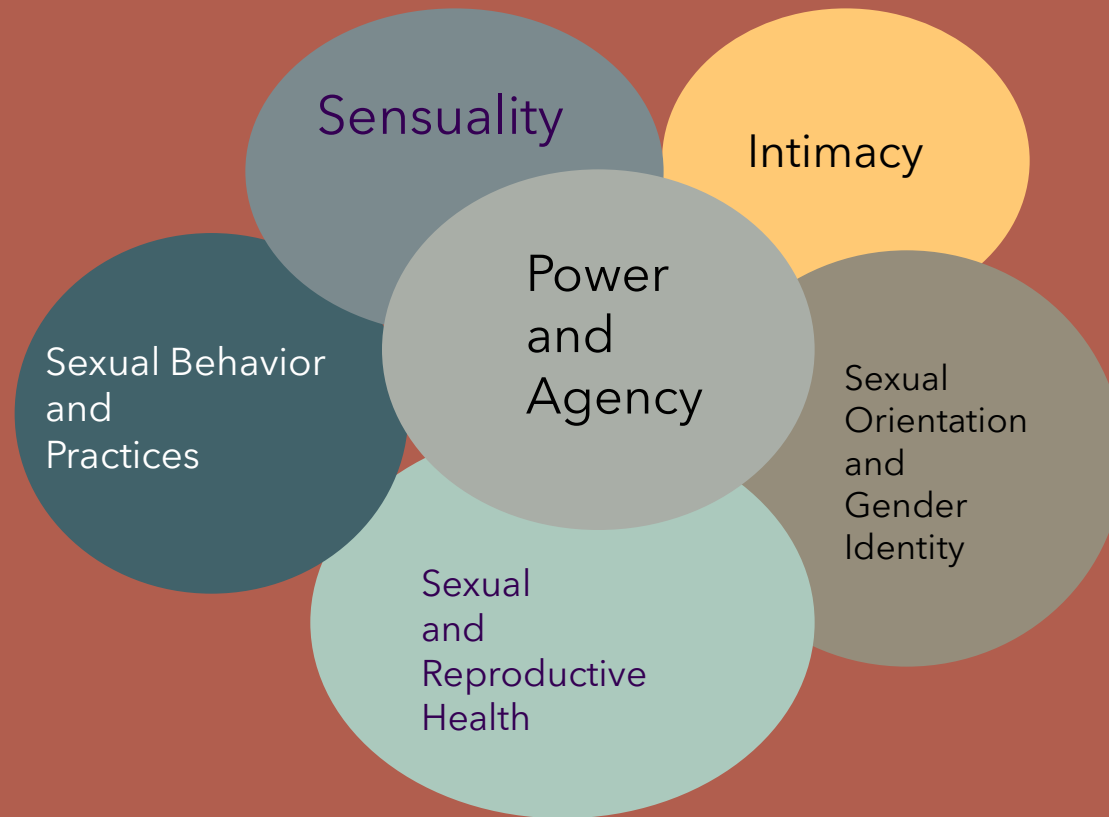 Sensuality
Intimacy
Power
and
Agency
Sexual Behavior
and
Practices
Sexual
Orientation
and
Gender
Identity
Sexual
and
Reproductive
Health